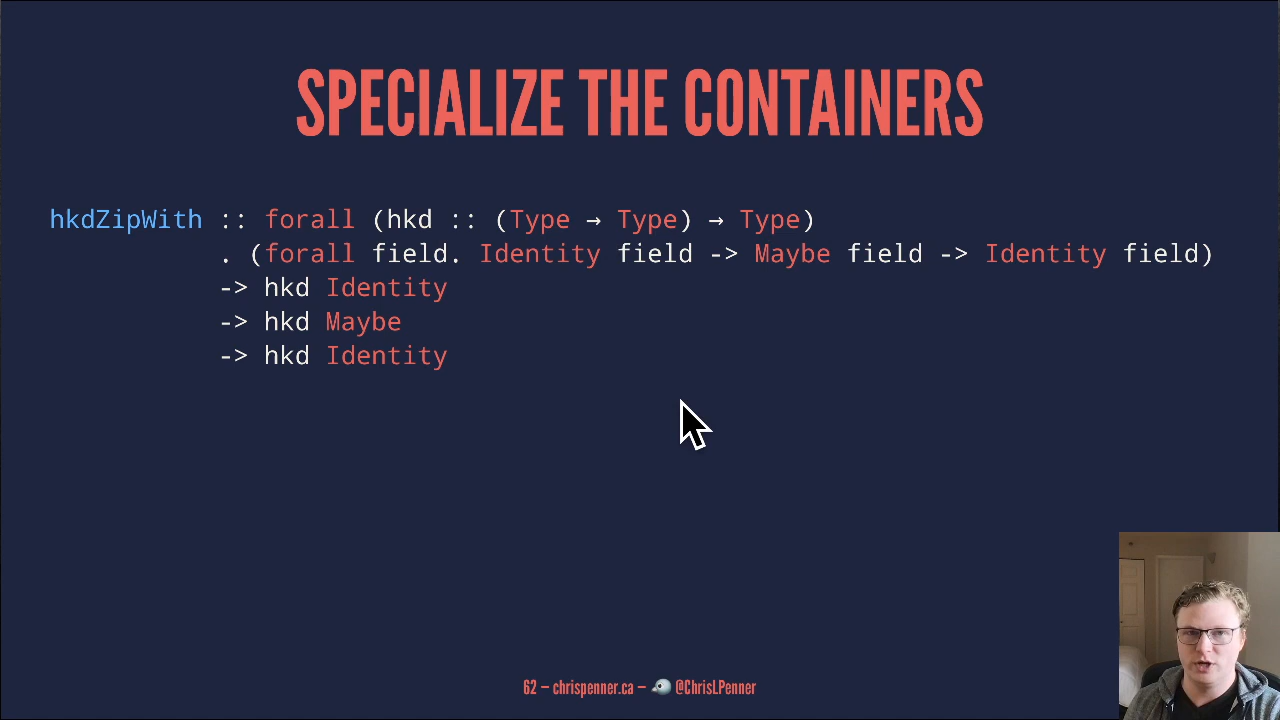 SPECIALIZE THE CONTAINERS
hkdZipWith :: forall (hkd :: (Type → Type) → Type)
. (forall field. Identity field -> Maybe field -> Identity field)
-> hkd Identity
-> hkd Maybe
-> hkd Identity
62 – chrispenner.ca – 🐦 @ChrisLPenner